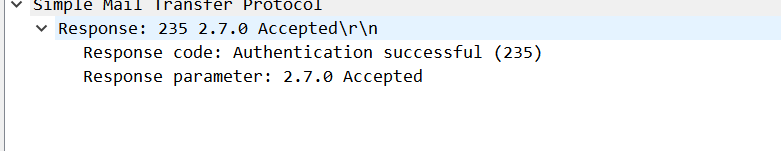 Simple Mail Transfer Protocol
Response: 235 2.7.0 Accepted\r\n
Response code: Authentication successful (235)
Response parameter: 2.7.0 Accepted